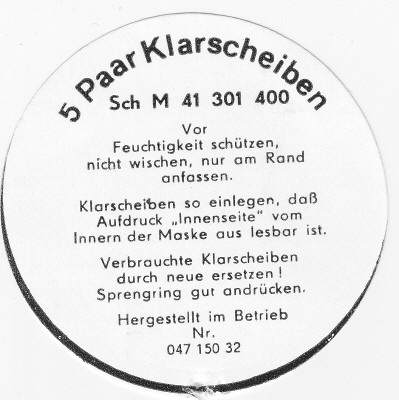 5 Paar Klarscheiben
Sch M 41 301 400
Vor
Feuchtigkeit schützen,
nicht wischen, nur am Rand
anfassen.
Klarscheiben so einlegen, daß
Aufdruck „Innenseite“ vom
Innern der Maske aus lesbar ist.
Verbrauchte Klarscheiben
durch neue ersetzen!
Sprengring gut andrücken.
Hergestellt im Betrieb
Nr.
047 150 32